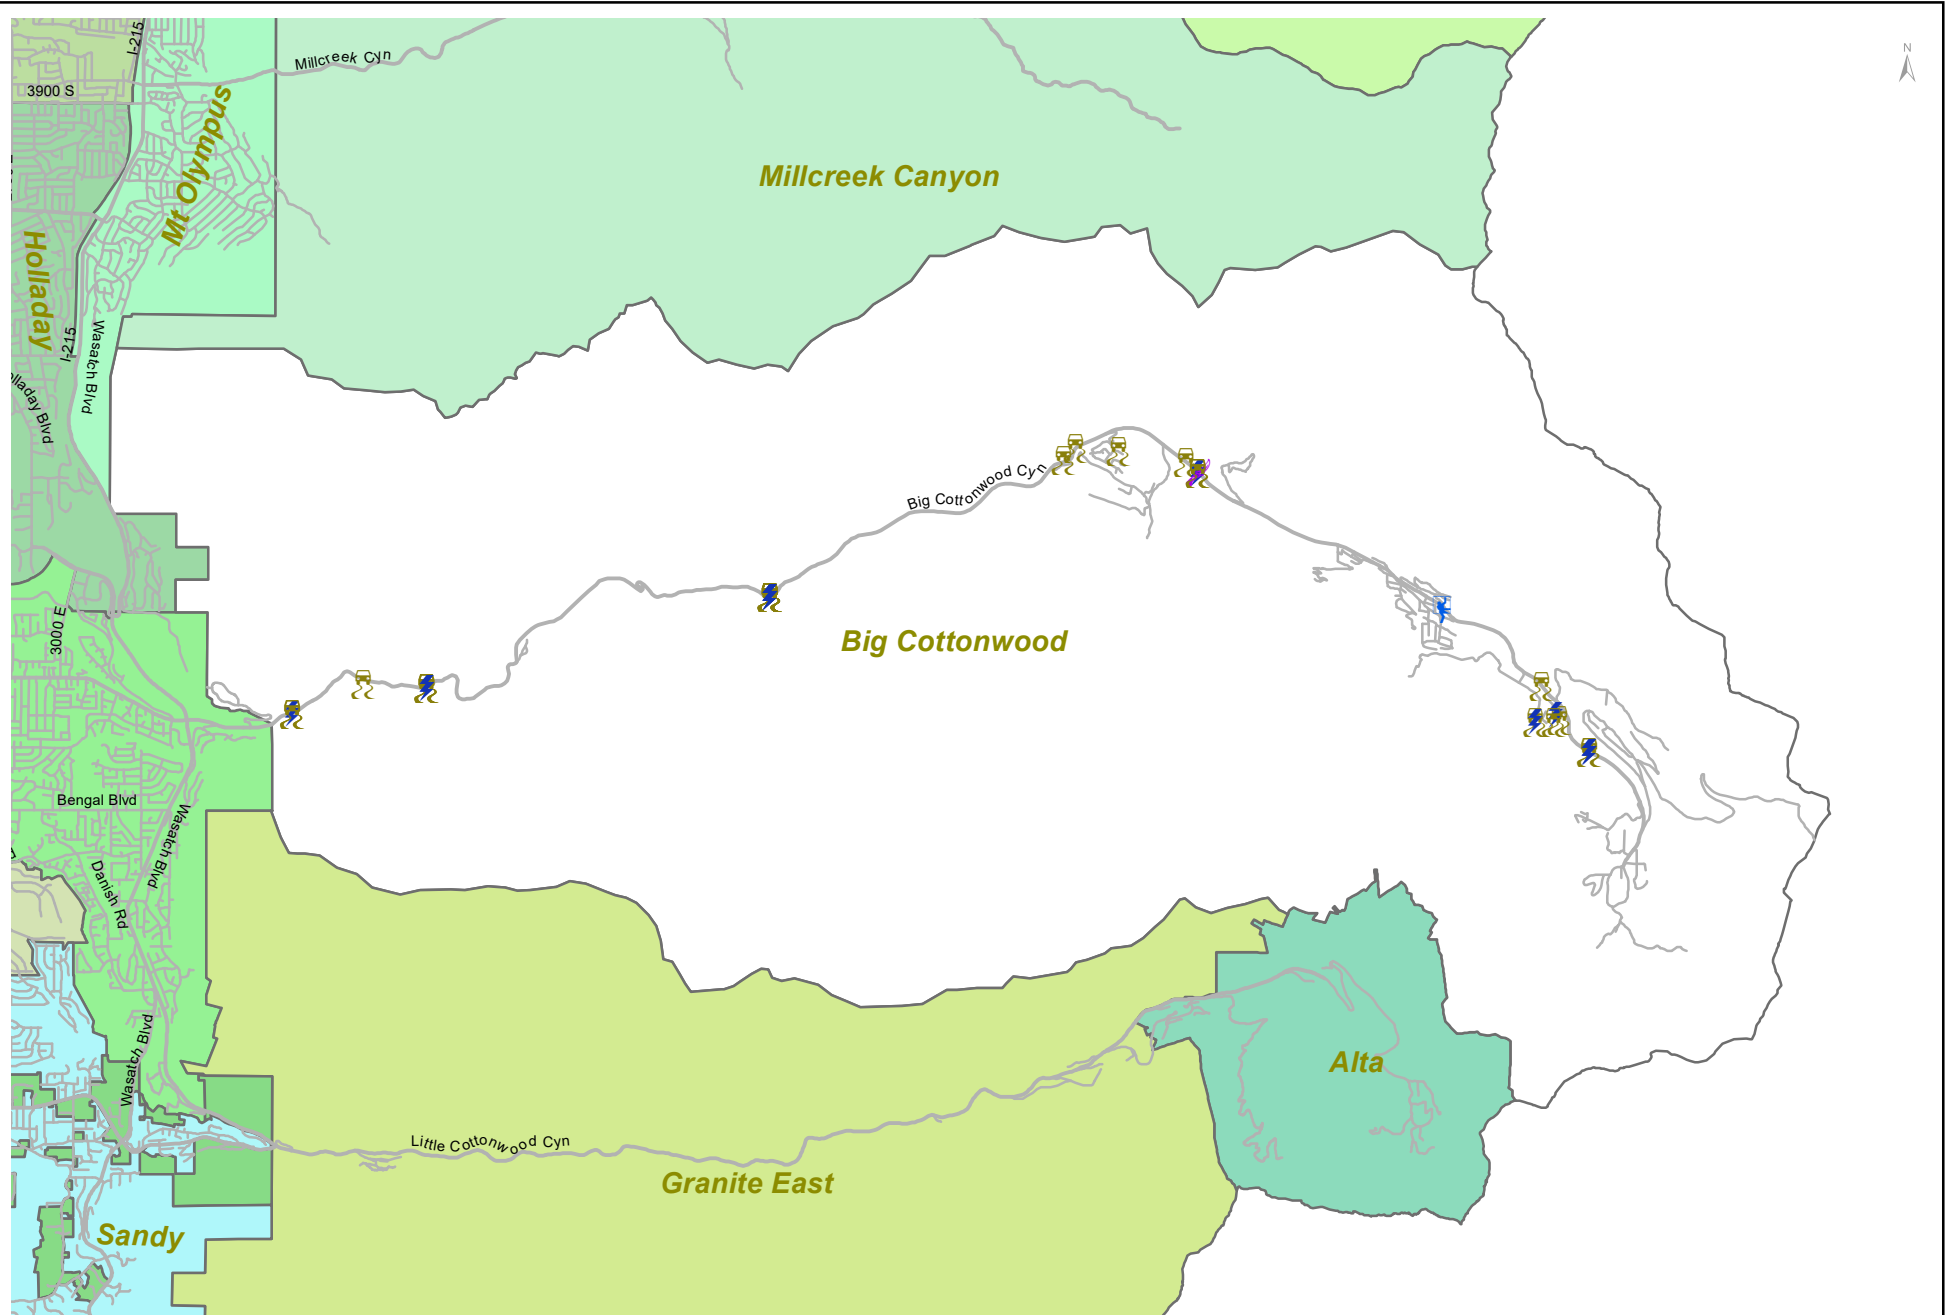 I-215
N
Millcreek Cyn
3900 S
Mt Olympus
Millcreek Canyon
Holladay
I-215
Wasatch Blvd
olladay Blvd
Big Cottonwood Cyn
3000 E
Big Cottonwood
Bengal Blvd
Wasatch Blvd
Danish Rd
Wasatch Blvd
Alta
Little Cottonwood Cyn
Granite East
Sandy